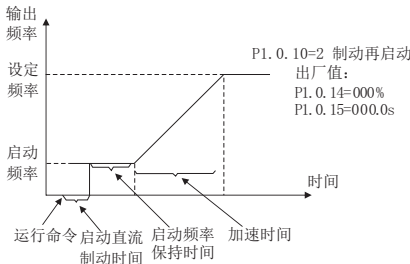 输出
频率
P1.0.10=2 制动再启动
出厂值：
P1.0.14=000%
P1.0.15=000.0s
设定
频率
启动
频率
时间
运行命令
启动直流
制动时间
启动频率
保持时间
加速时间